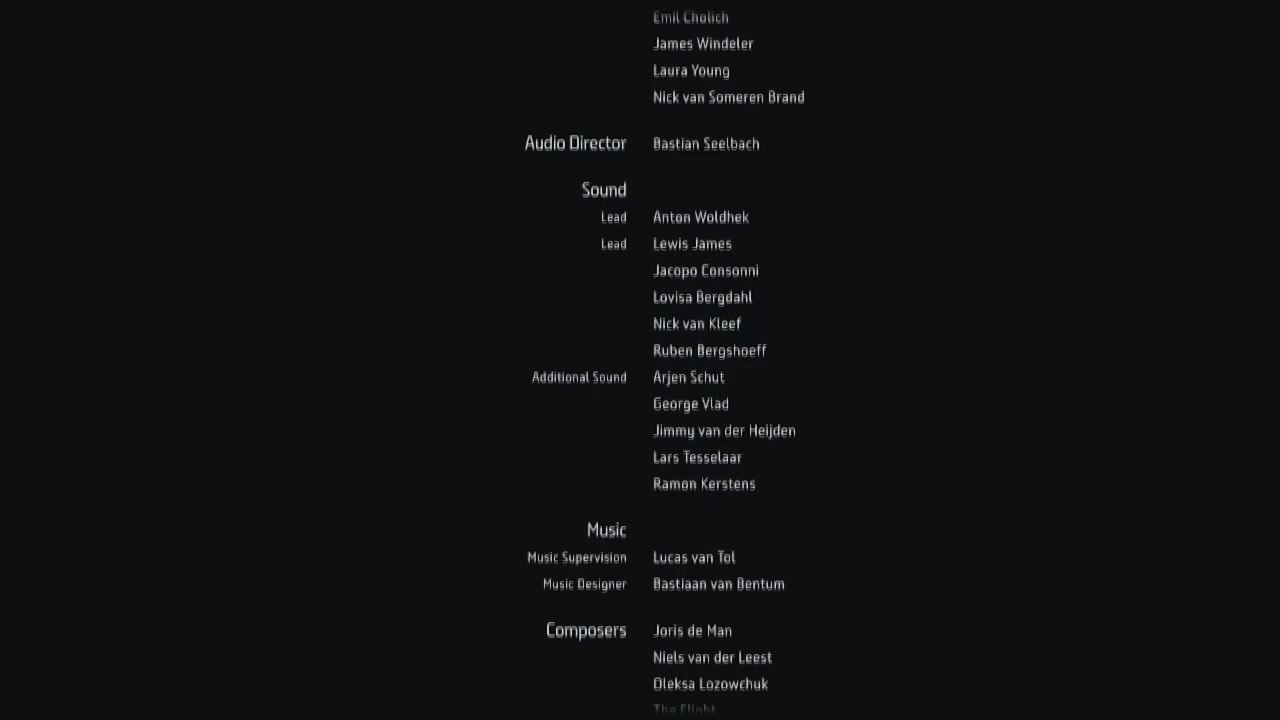 Emil Cholich
James Windeler
Laura Young
Nick van Someren Brand
Audio Director Bastian Seelbach
Sound
Lead Anton Woldhek
Lead Lewis James
Jacopo Consonni
Lovisa Bergdahl
Nick van Kleef
Ruben Bergshoeff
Additional Sound Arjen Schut
George Vlad
Jimmy van der Heijden
Lars Tesselaar
Ramon Kerstens
Music
Music Supervision Lucas van Tol
Music Designer Bastiaan van Bentum
Composers Joris de Man
Niels van der Leest
Oleksa Lozowchuk
The Flight